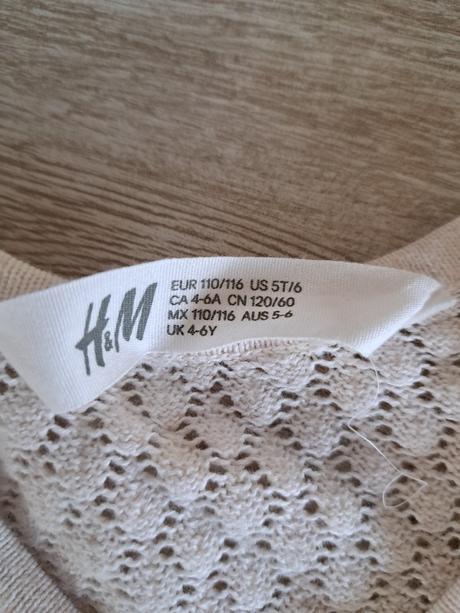 H&M
EUR 110/116 US 5T/6
CA 4-6A CN 120/60
MX 110/116 AUS 5-6
UK 4-6Y